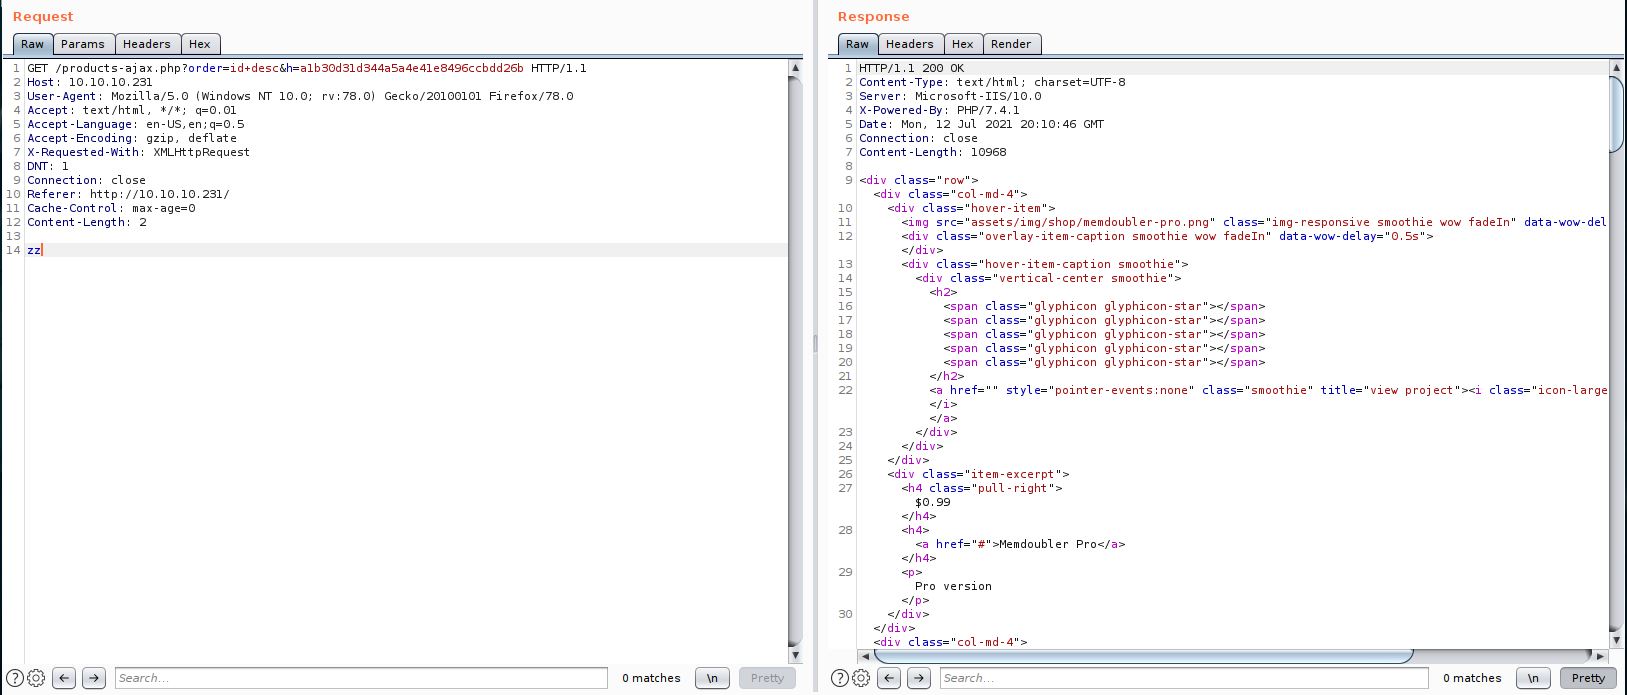 Request
Raw Params Headers Hex
1 GET /products-ajax.php?order=id+desc&h=a1b30d31d344a5a4e41e8496ccbdd26b HTTP/1.1
2 Host: 10.10.10.231
3 User-Agent: Mozilla/5.0 (Windows NT 10.0; rv:78.0) Gecko/20100101 Firefox/78.0
4 Accept: text/html, */*; q=0.01
5 Accept-Language: en-US,en;q=0.5
6 Accept-Encoding: gzip, deflate
7 X-Requested-With: XMLHttpRequest
8 DNT: 1
9 Connection: close
10 Referer: http://10.10.10.231/
11 Cache-Control: max-age=0
12 Content-Length: 2
13
14 zz
Search... 0 matches \n Pretty
Response
Raw Headers Hex Render
1 HTTP/1.1 200 OK
2 Content-Type: text/html; charset=UTF-8
3 Server: Microsoft-IIS/10.0
4 X-Powered-By: PHP/7.4.1
5 Date: Mon, 12 Jul 2021 20:10:46 GMT
6 Connection: close
7 Content-Length: 10968
8
9 <div class="row">
<div class="col-md-4">
10 <div class="hover-item">
11 <img src="assets/img/shop/memdoubler-pro.png" class="img-responsive smoothie wow fadeIn" data-wow-del
12 <div class="overlay-item-caption smoothie wow fadeIn" data-wow-delay="0.5s">
</div>
13 <div class="hover-item-caption smoothie">
14 <div class="vertical-center smoothie">
15 <h2>
16 <span class="glyphicon glyphicon-star"></span>
17 <span class="glyphicon glyphicon-star"></span>
18 <span class="glyphicon glyphicon-star"></span>
19 <span class="glyphicon glyphicon-star"></span>
20 <span class="glyphicon glyphicon-star"></span>
21 </h2>
22 <a href="" style="pointer-events:none" class="smoothie" title="view project"><i class="icon-large
</i>
</a>
23 </div>
24 </div>
25 </div>
26 <div class="item-excerpt">
27 <h4 class="pull-right">
$0.99
</h4>
28 <h4>
<a href="#">Memdoubler Pro</a>
</h4>
29 <p>
Pro version
</p>
30 </div>
</div>
<div class="col-md-4">
Search... 0 matches \n Pretty